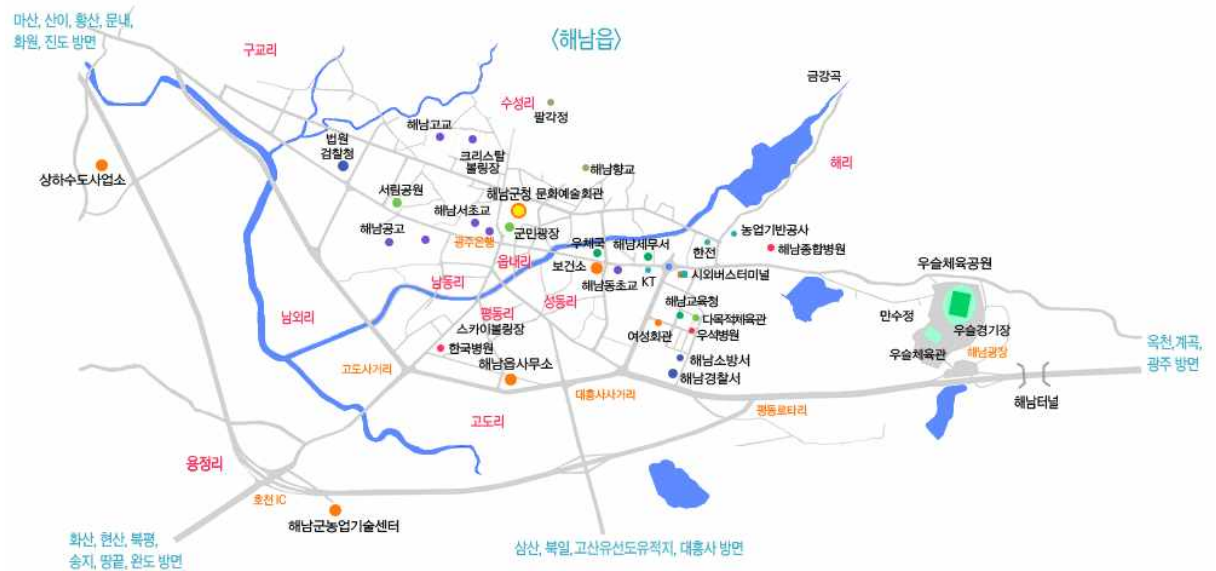 마산, 산이, 황산, 문내,
화원, 진도 방면
<해남읍>
구교리
금강곡
수성리
팔각정
해남고교
법원
검찰청
크리스탈
볼링장
해리
해남향교
상하수도사업소
서림공원
해남군청 문화예술회관
해남서초교
해남공고
군민광장
광주은행
우체국
해남세무서
한전
농업기반공사
해남종합병원
읍내리
보건소
우슬체육공원
남동리
해남동초교
KT
시외버스터미널
성동리
해남교육청
남외리
평동리
다목적체육관
만수정
스카이볼링장
여성회관
우석병원
우슬경기장
한국병원
해남소방서
우슬체육관
해남광장
옥천,계곡,
광주 방면
고도사거리
해남읍사무소
해남경찰서
대흥사사거리
해남터널
평동로타리
고도리
용정리
호천 IC
해남군농업기술센터
화산, 현산, 북평,
송지, 땅끝, 완도 방면
삼산, 북일, 고산유선도유적지, 대흥사 방면